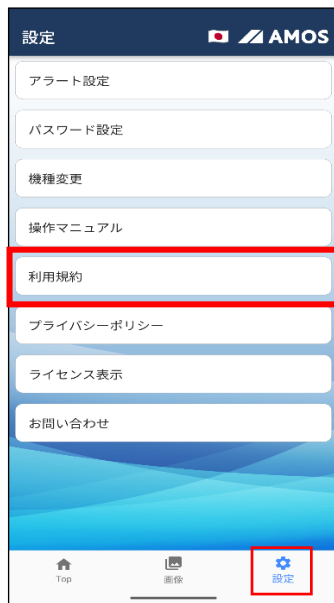 設定 AMOS
アラート設定
パスワード設定
機種変更
操作マニュアル
利用規約
プライバシーポリシー
ライセンス表示
お問い合わせ
Top 画像 設定